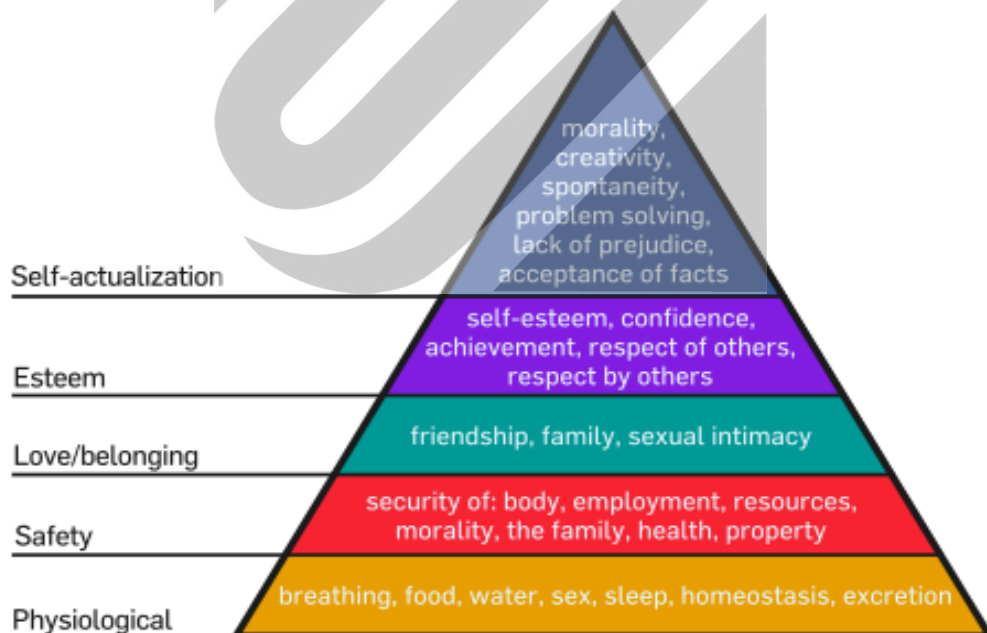 morality,
creativity,
spontaneity,
problem solving,
lack of prejudice,
acceptance of facts
Self-actualization
self-esteem, confidence,
achievement, respect of others,
respect by others
Esteem
friendship, family, sexual intimacy
Love/belonging
security of: body, employment, resources,
morality, the family, health, property
Safety
breathing, food, water, sex, sleep, homeostasis, excretion
Physiological